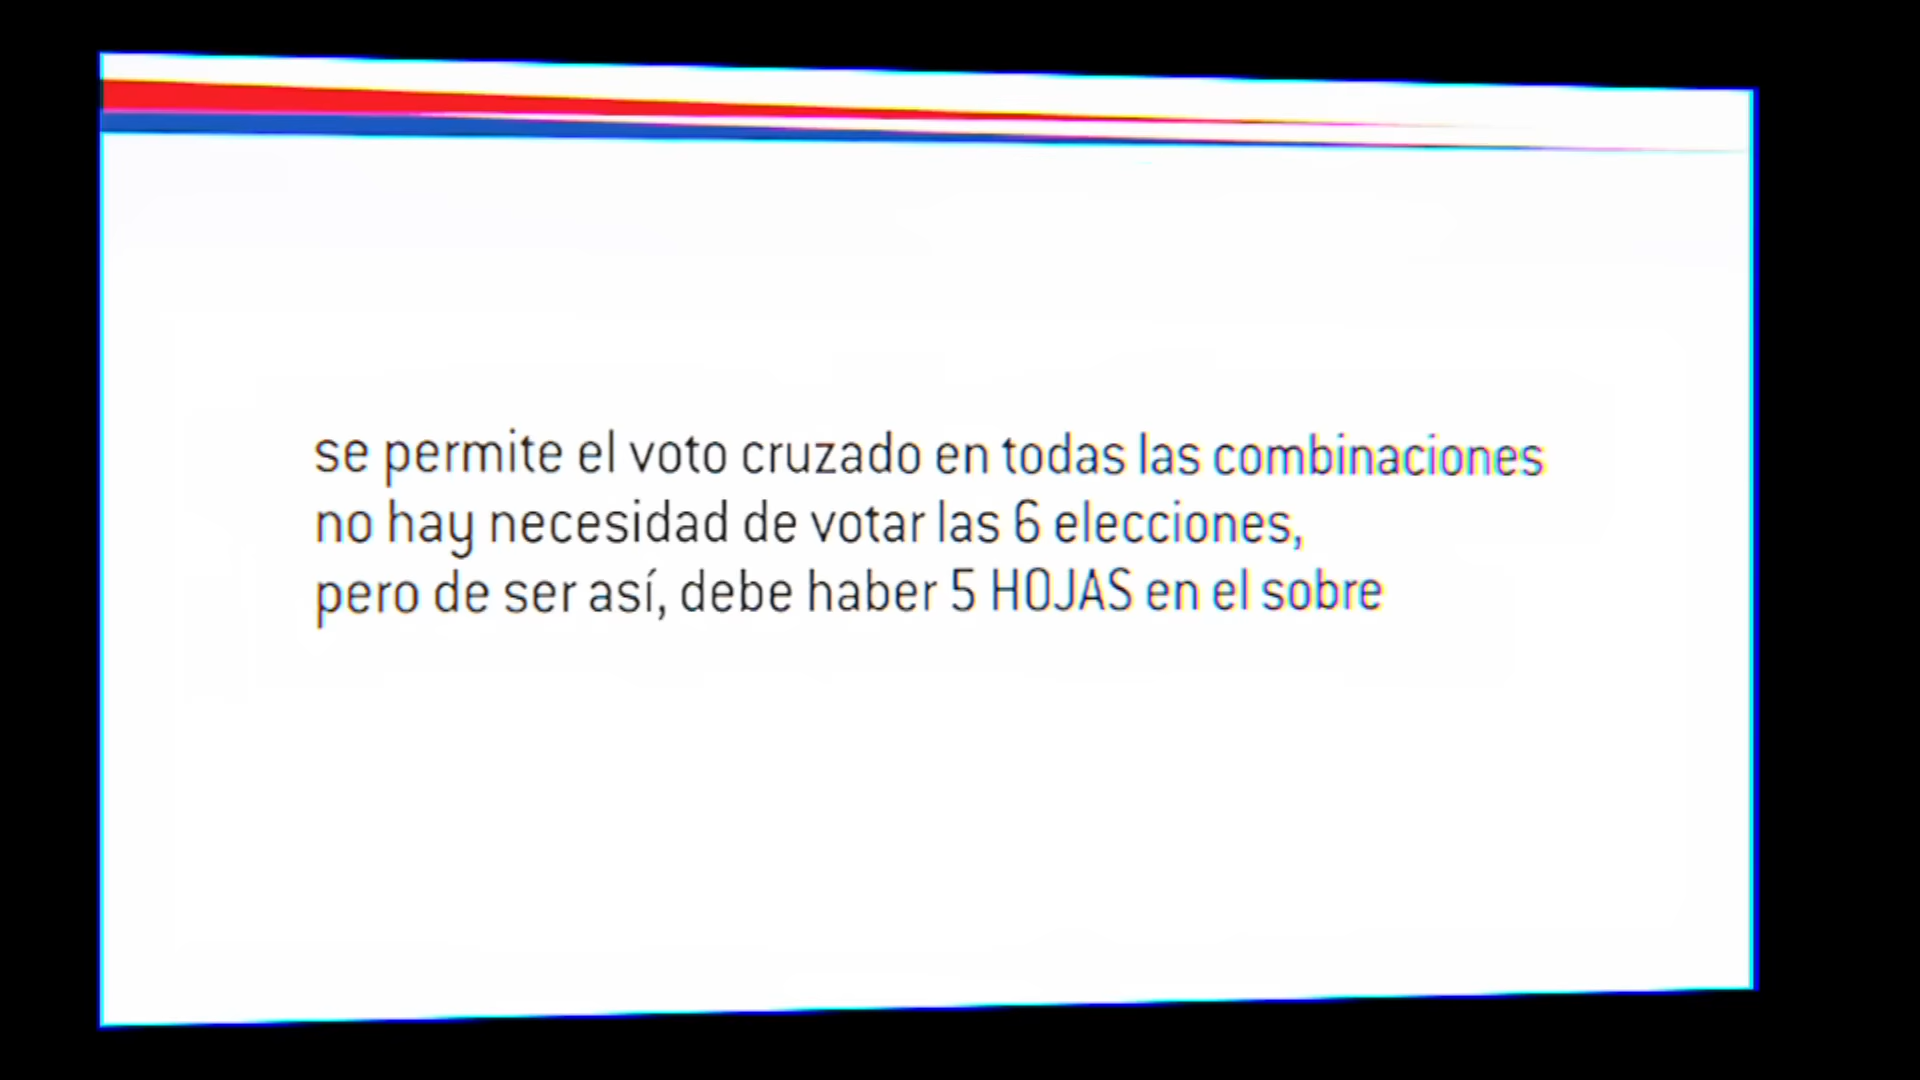 se permite el voto cruzado en todas las combinaciones
no hay necesidad de votar las 6 elecciones,
pero de ser así, debe haber 5 HOJAS en el sobre